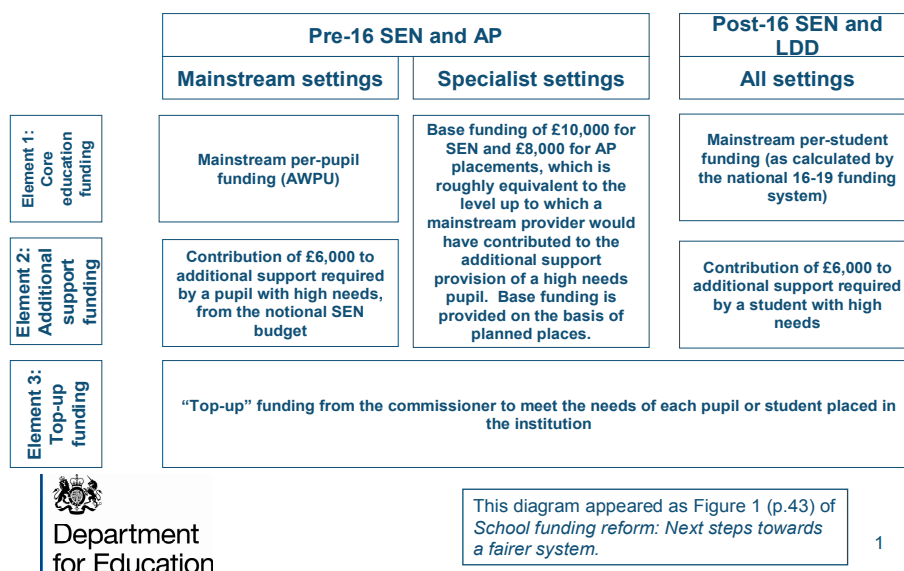 Pre-16 SEN and AP
Post-16 SEN and
LDD
Mainstream settings
Specialist settings
All settings
Element 1:
Core
education
funding
Mainstream per-pupil
funding (AWPU)
Base funding of £10,000 for
SEN and £8,000 for AP
placements, which is
roughly equivalent to the
level up to which a
mainstream provider would
have contributed to the
additional support
provision of a high needs
pupil.  Base funding is
provided on the basis of
planned places.
Mainstream per-student
funding (as calculated by
the national 16-19 funding
system)
Element 2:
Additional
support
funding
Contribution of £6,000 to
additional support required
by a pupil with high needs,
from the notional SEN
budget
Contribution of £6,000 to
additional support required
by a student with high
needs
Element 3:
Top-up
funding
“Top-up” funding from the commissioner to meet the needs of each pupil or student placed in
the institution
Department
for Education
This diagram appeared as Figure 1 (p.43) of
School funding reform: Next steps towards
a fairer system.
1